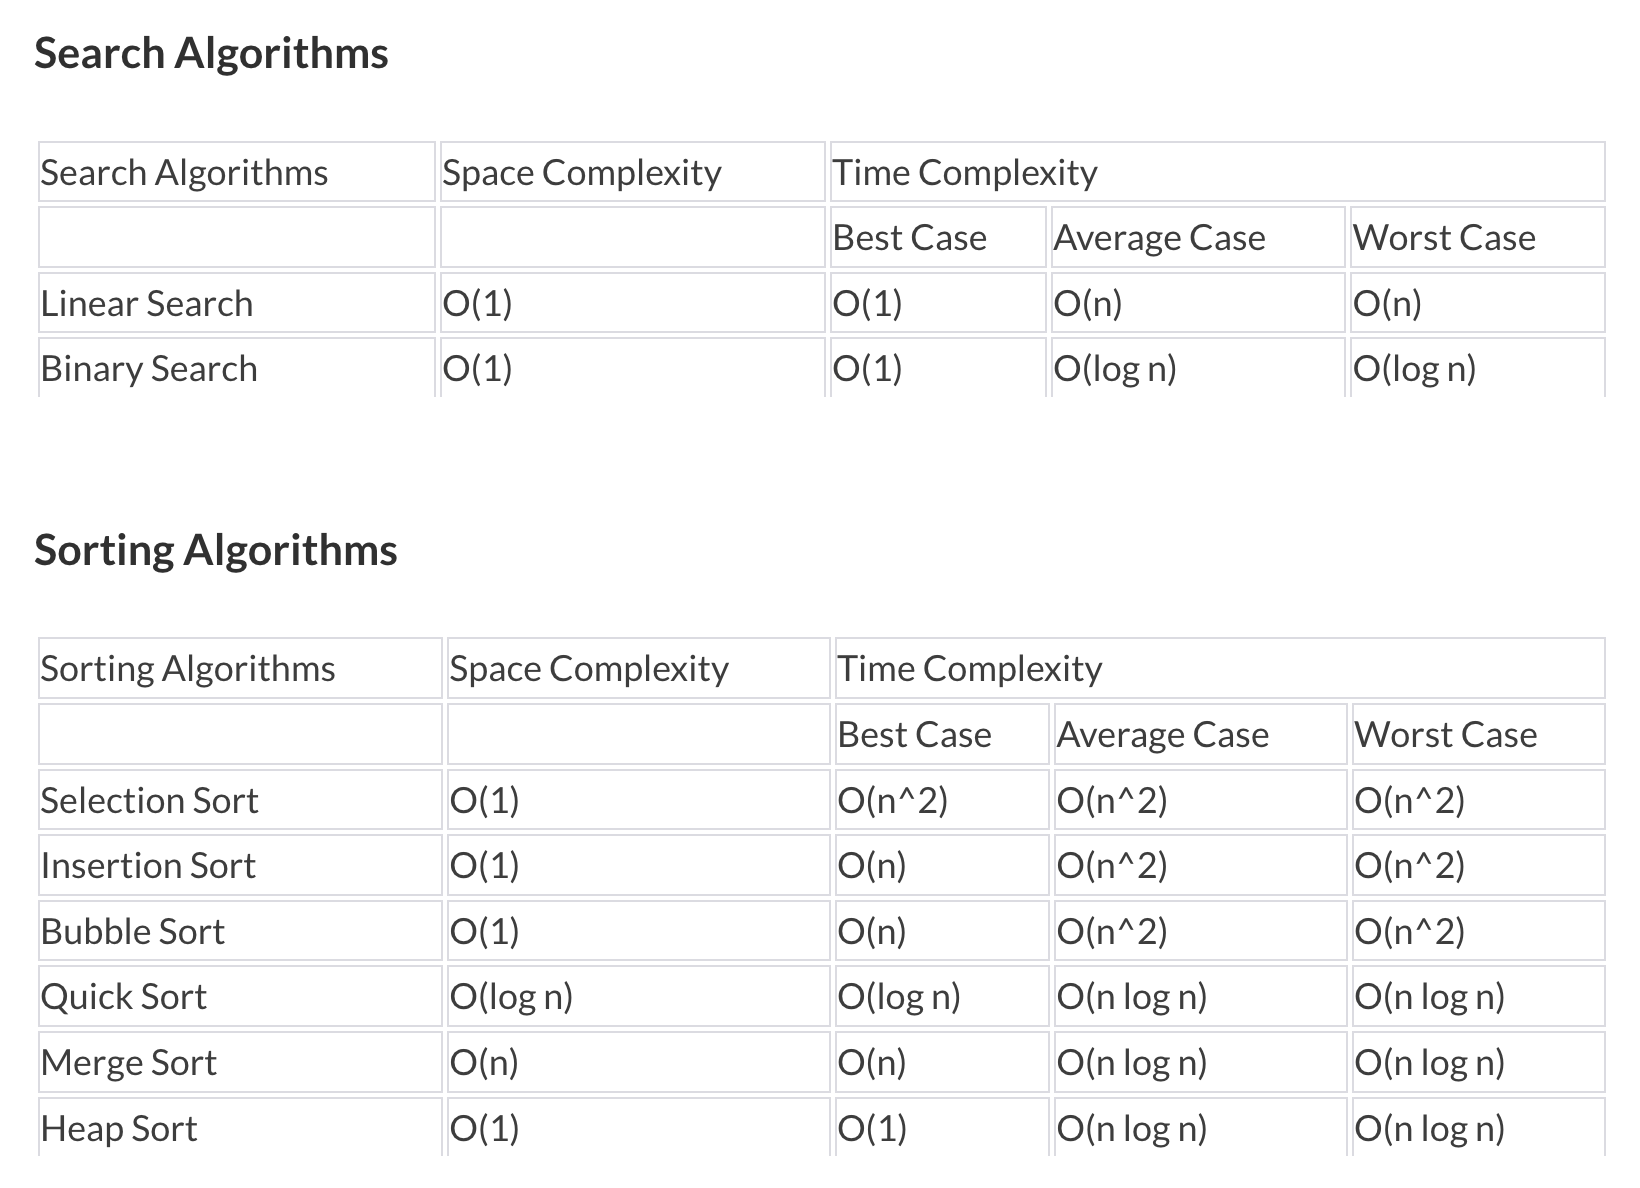 Search Algorithms
Search Algorithms Space Complexity Time Complexity
Best Case Average Case Worst Case
Linear Search O(1) O(1) O(n) O(n)
Binary Search O(1) O(1) O(log n) O(log n)
Sorting Algorithms
Sorting Algorithms Space Complexity Time Complexity
Best Case Average Case Worst Case
Selection Sort O(1) O(n^2) O(n^2) O(n^2)
Insertion Sort O(1) O(n) O(n^2) O(n^2)
Bubble Sort O(1) O(n) O(n^2) O(n^2)
Quick Sort O(log n) O(log n) O(n log n) O(n log n)
Merge Sort O(n) O(n) O(n log n) O(n log n)
Heap Sort O(1) O(1) O(n log n) O(n log n)